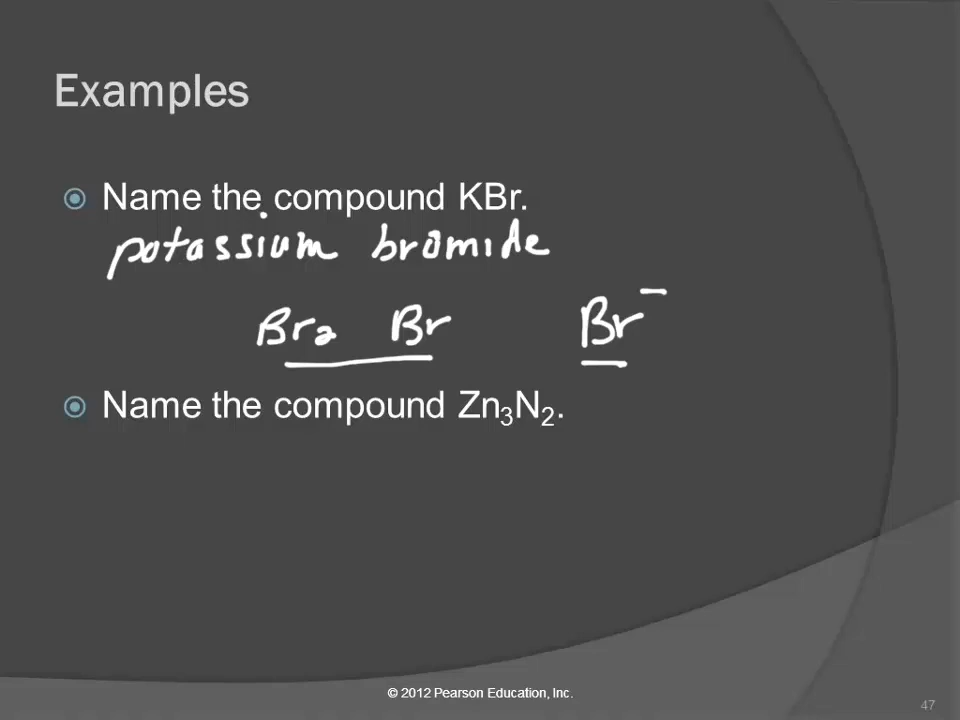 Examples
Name the compound KBr.
potassium bromide
Br₂ Br Br⁻
Name the compound Zn₃N₂.
© 2012 Pearson Education, Inc.
47